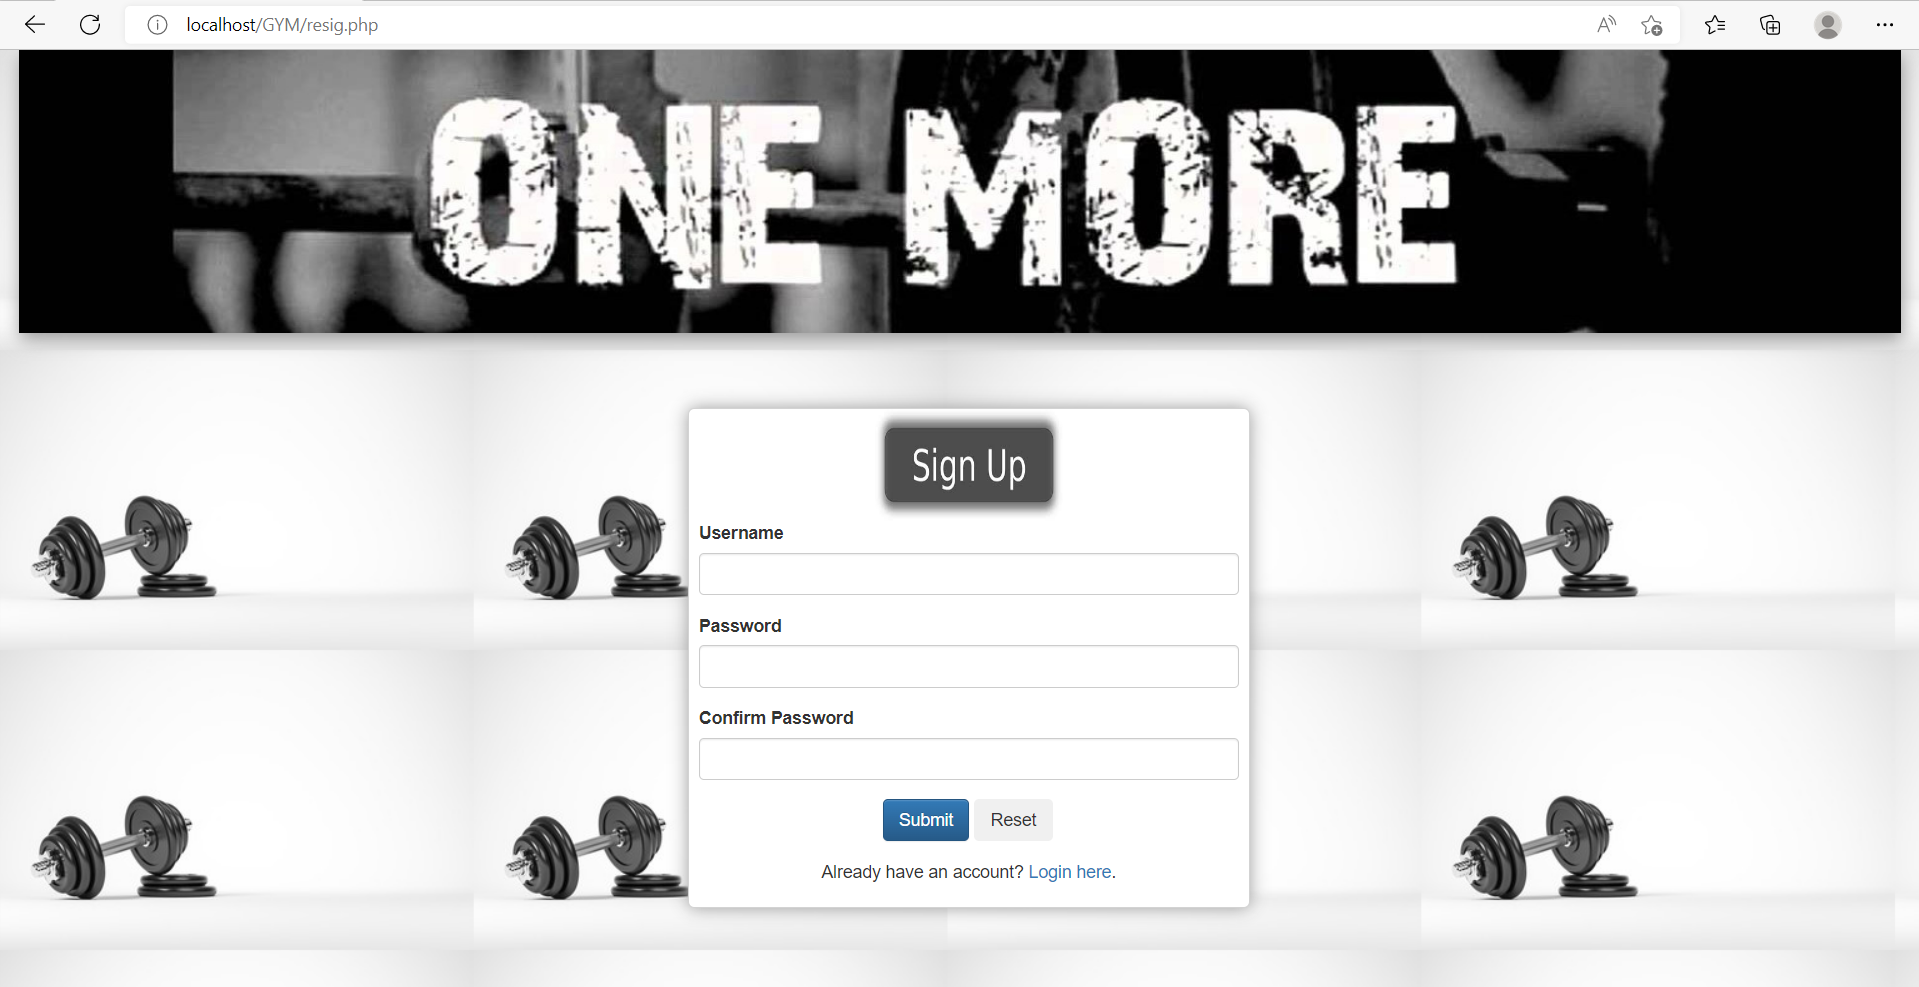 localhost/GYM/resig.php
ONE MORE
Sign Up
Username
Password
Confirm Password
Submit Reset
Already have an account? Login here.